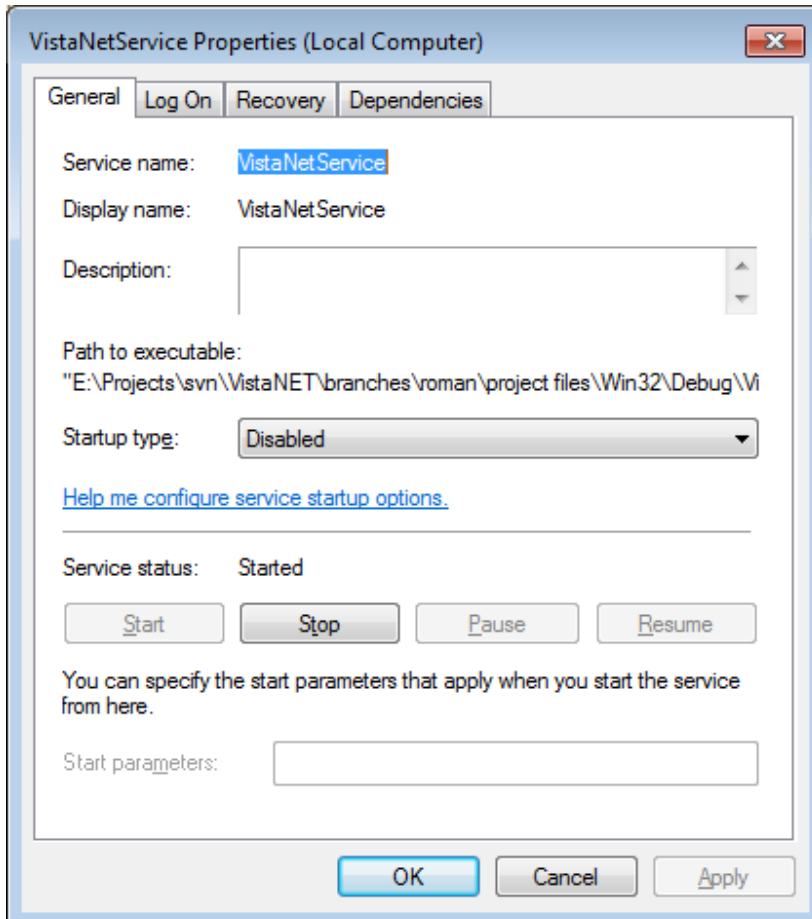 VistaNetService Properties (Local Computer)
General Log On Recovery Dependencies
Service name: VistaNetService
Display name: VistaNetService
Description:
Path to executable:
"E:\Projects\svn\VistaNET\branches\roman\project files\Win32\Debug\Vi
Startup type: Disabled
Help me configure service startup options.
Service status: Started
Start Stop Pause Resume
You can specify the start parameters that apply when you start the service
from here.
Start parameters:
OK Cancel Apply